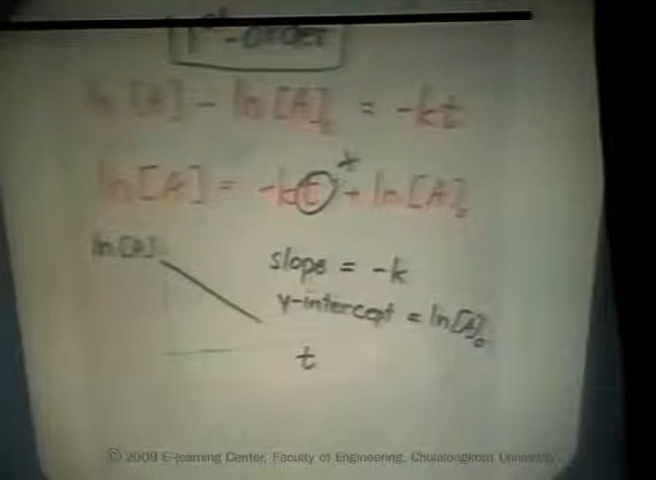 1st-order
ln[A] - ln[A]₀ = -kt
ln[A] = -kt + ln[A]₀
ln[A]
slope = -k
y-intercept = ln[A]₀
t
© 2009 E-learning Center, Faculty of Engineering, Chulalongkorn University